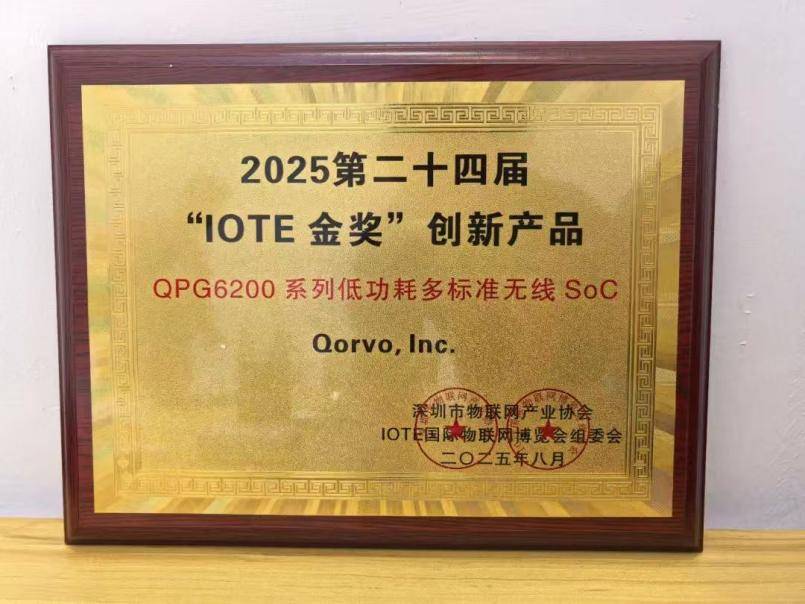 2025第二十四届
“IOTE 金奖”创新产品
QPG6200 系列低功耗多标准无线 SoC
Qorvo, Inc.
深圳市物联网产业协会
IOTE国际物联网博览会组委会
二〇二五年八月